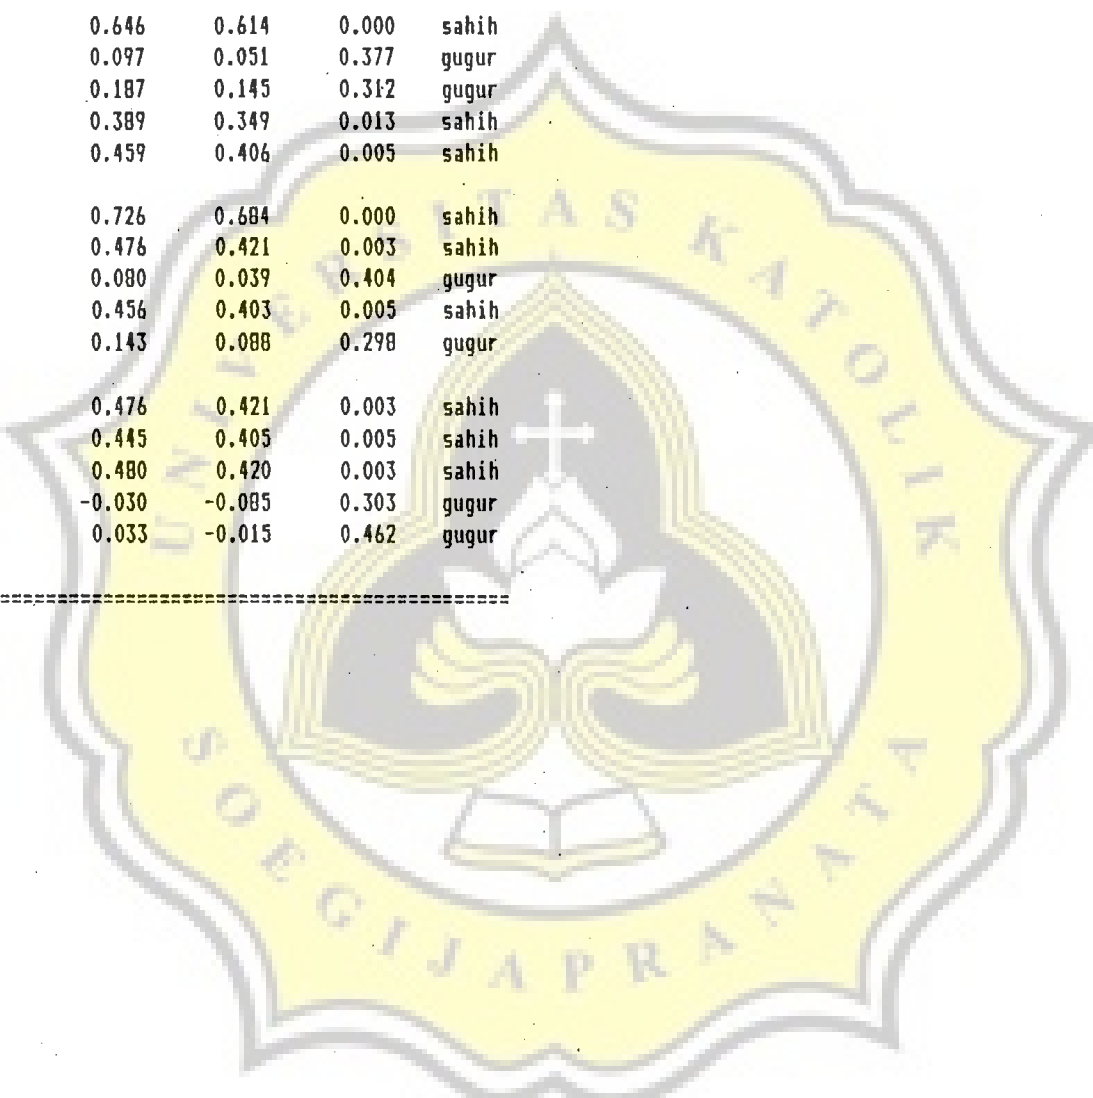 0.646 0.614 0.000 sahih
0.097 0.051 0.377 gugur
0.187 0.145 0.312 gugur
0.389 0.349 0.013 sahih
0.459 0.406 0.005 sahih
0.726 0.684 0.000 sahih
0.476 0.421 0.003 sahih
0.080 0.039 0.404 gugur
0.456 0.403 0.005 sahih
0.143 0.088 0.298 gugur
0.476 0.421 0.003 sahih
0.445 0.405 0.005 sahih
0.480 0.420 0.003 sahih
-0.030 -0.085 0.303 gugur
0.033 -0.015 0.462 gugur
UNIVERSITAS KATOLIK
SOEGIJAPRANATA